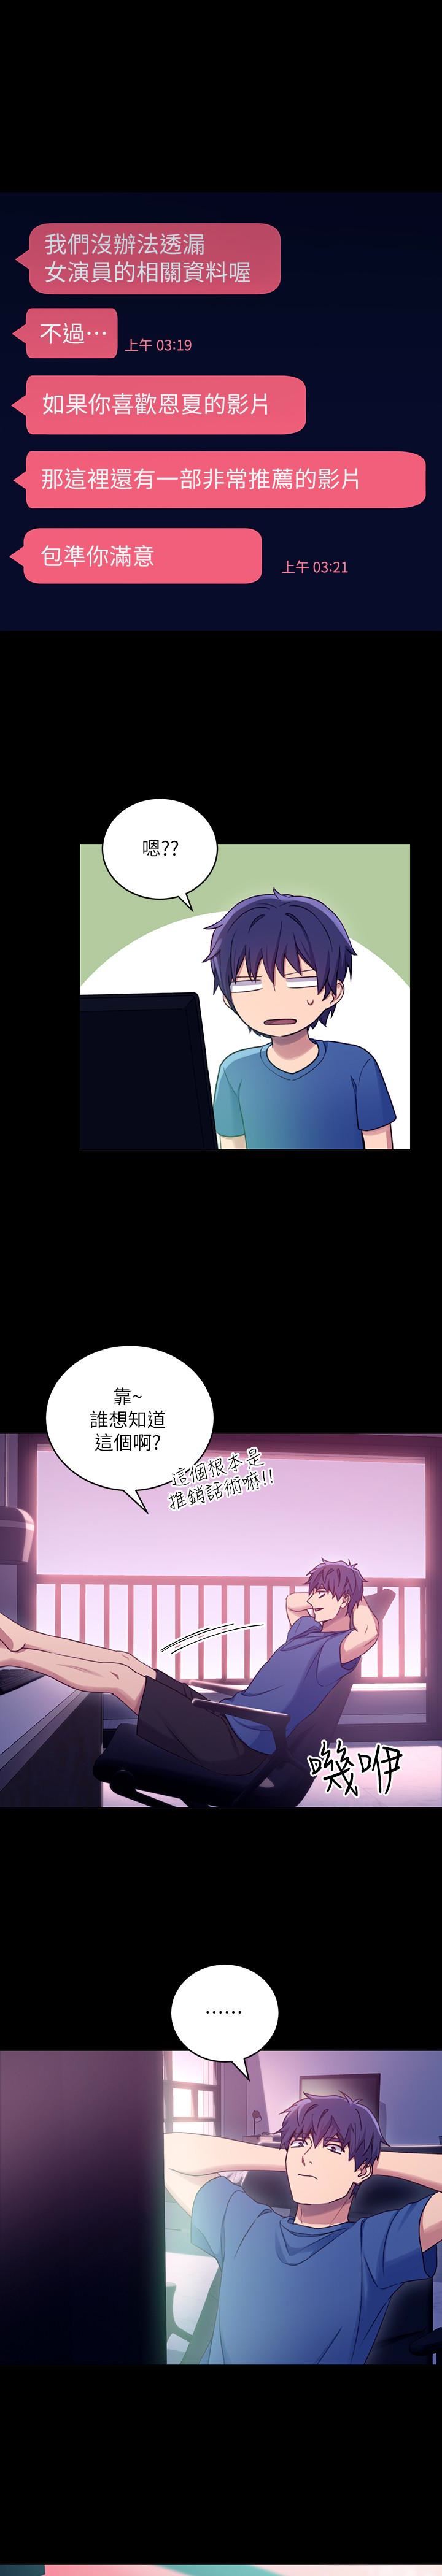 我們沒辦法透漏
女演員的相關資料喔
不過⋯
上午 03:19
如果你喜歡恩夏的影片
那這裡還有一部非常推薦的影片
包準你滿意
上午 03:21
嗯??
靠~
誰想知道
這個啊?
這個根本是
推銷話術嘛!!
嘰咿
⋯⋯